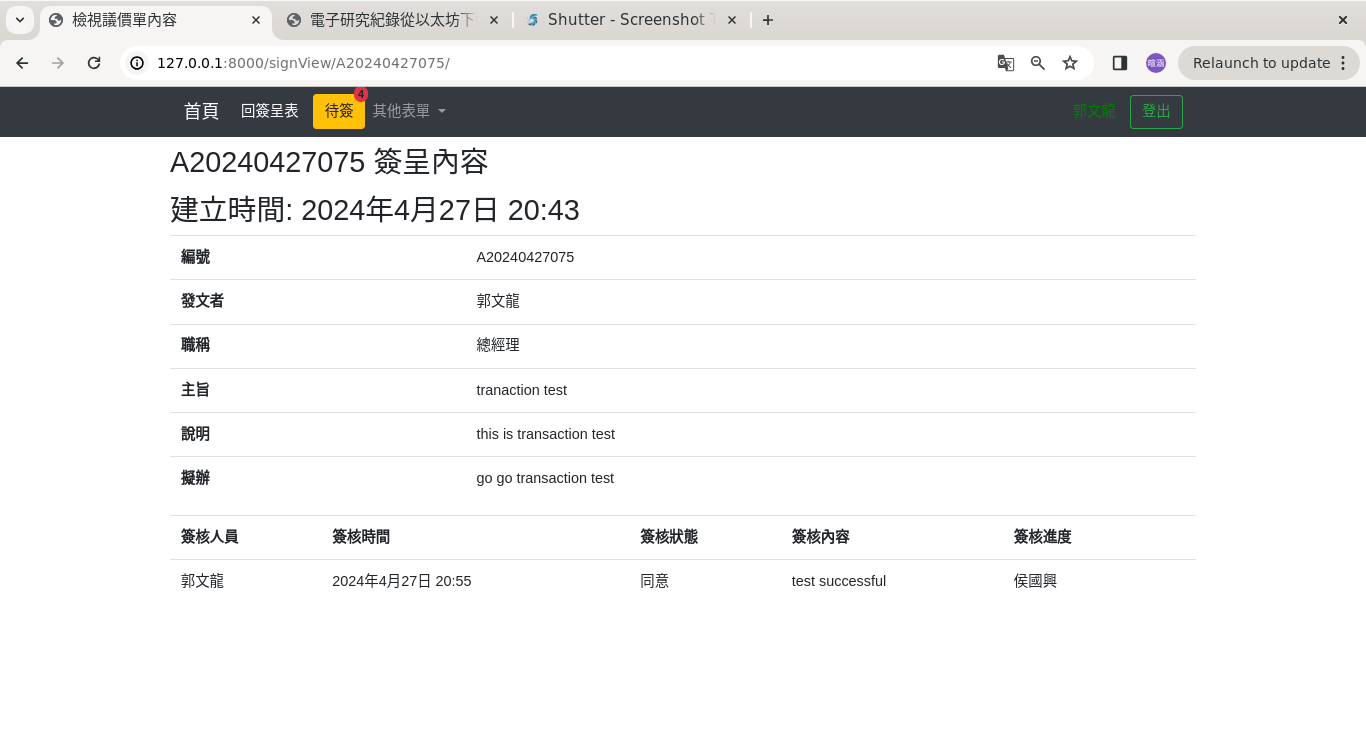 檢視議價單內容
電子研究紀錄從以太坊下
Shutter - Screenshot
127.0.0.1:8000/signView/A20240427075/
喧涵
Relaunch to update
首頁 回簽呈表 待簽 4 其他表單 郭文龍 登出
A20240427075 簽呈內容
建立時間: 2024年4月27日 20:43
編號 A20240427075
發文者 郭文龍
職稱 總經理
主旨 tranaction test
說明 this is transaction test
擬辦 go go transaction test
簽核人員 簽核時間 簽核狀態 簽核內容 簽核進度
郭文龍 2024年4月27日 20:55 同意 test successful 侯國興